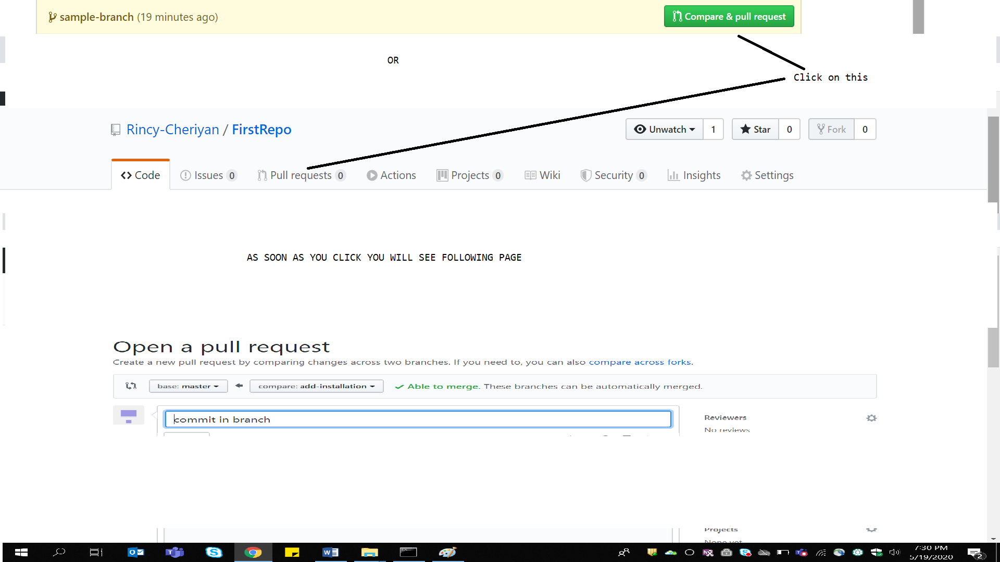 sample-branch (19 minutes ago)
Compare & pull request
OR
Click on this
Rincy-Cheriyan / FirstRepo
Unwatch 1
Star 0
Fork 0
Code
Issues 0
Pull requests 0
Actions
Projects 0
Wiki
Security 0
Insights
Settings
AS SOON AS YOU CLICK YOU WILL SEE FOLLOWING PAGE
Open a pull request
Create a new pull request by comparing changes across two branches. If you need to, you can also compare across forks.
base: master
compare: add-installation
Able to merge. These branches can be automatically merged.
commit in branch
Reviewers
No reviews
Projects
None yet
7:30 PM
5/19/2020
2